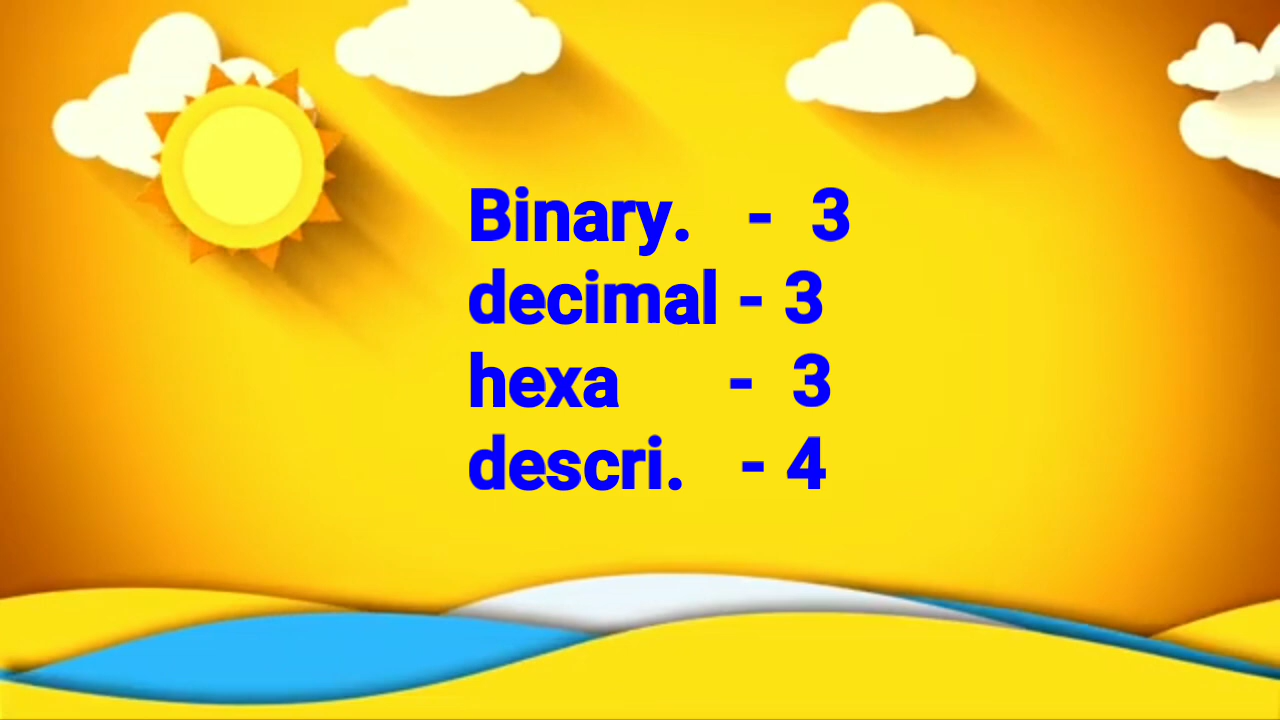 Binary. - 3
decimal - 3
hexa - 3
descri. - 4